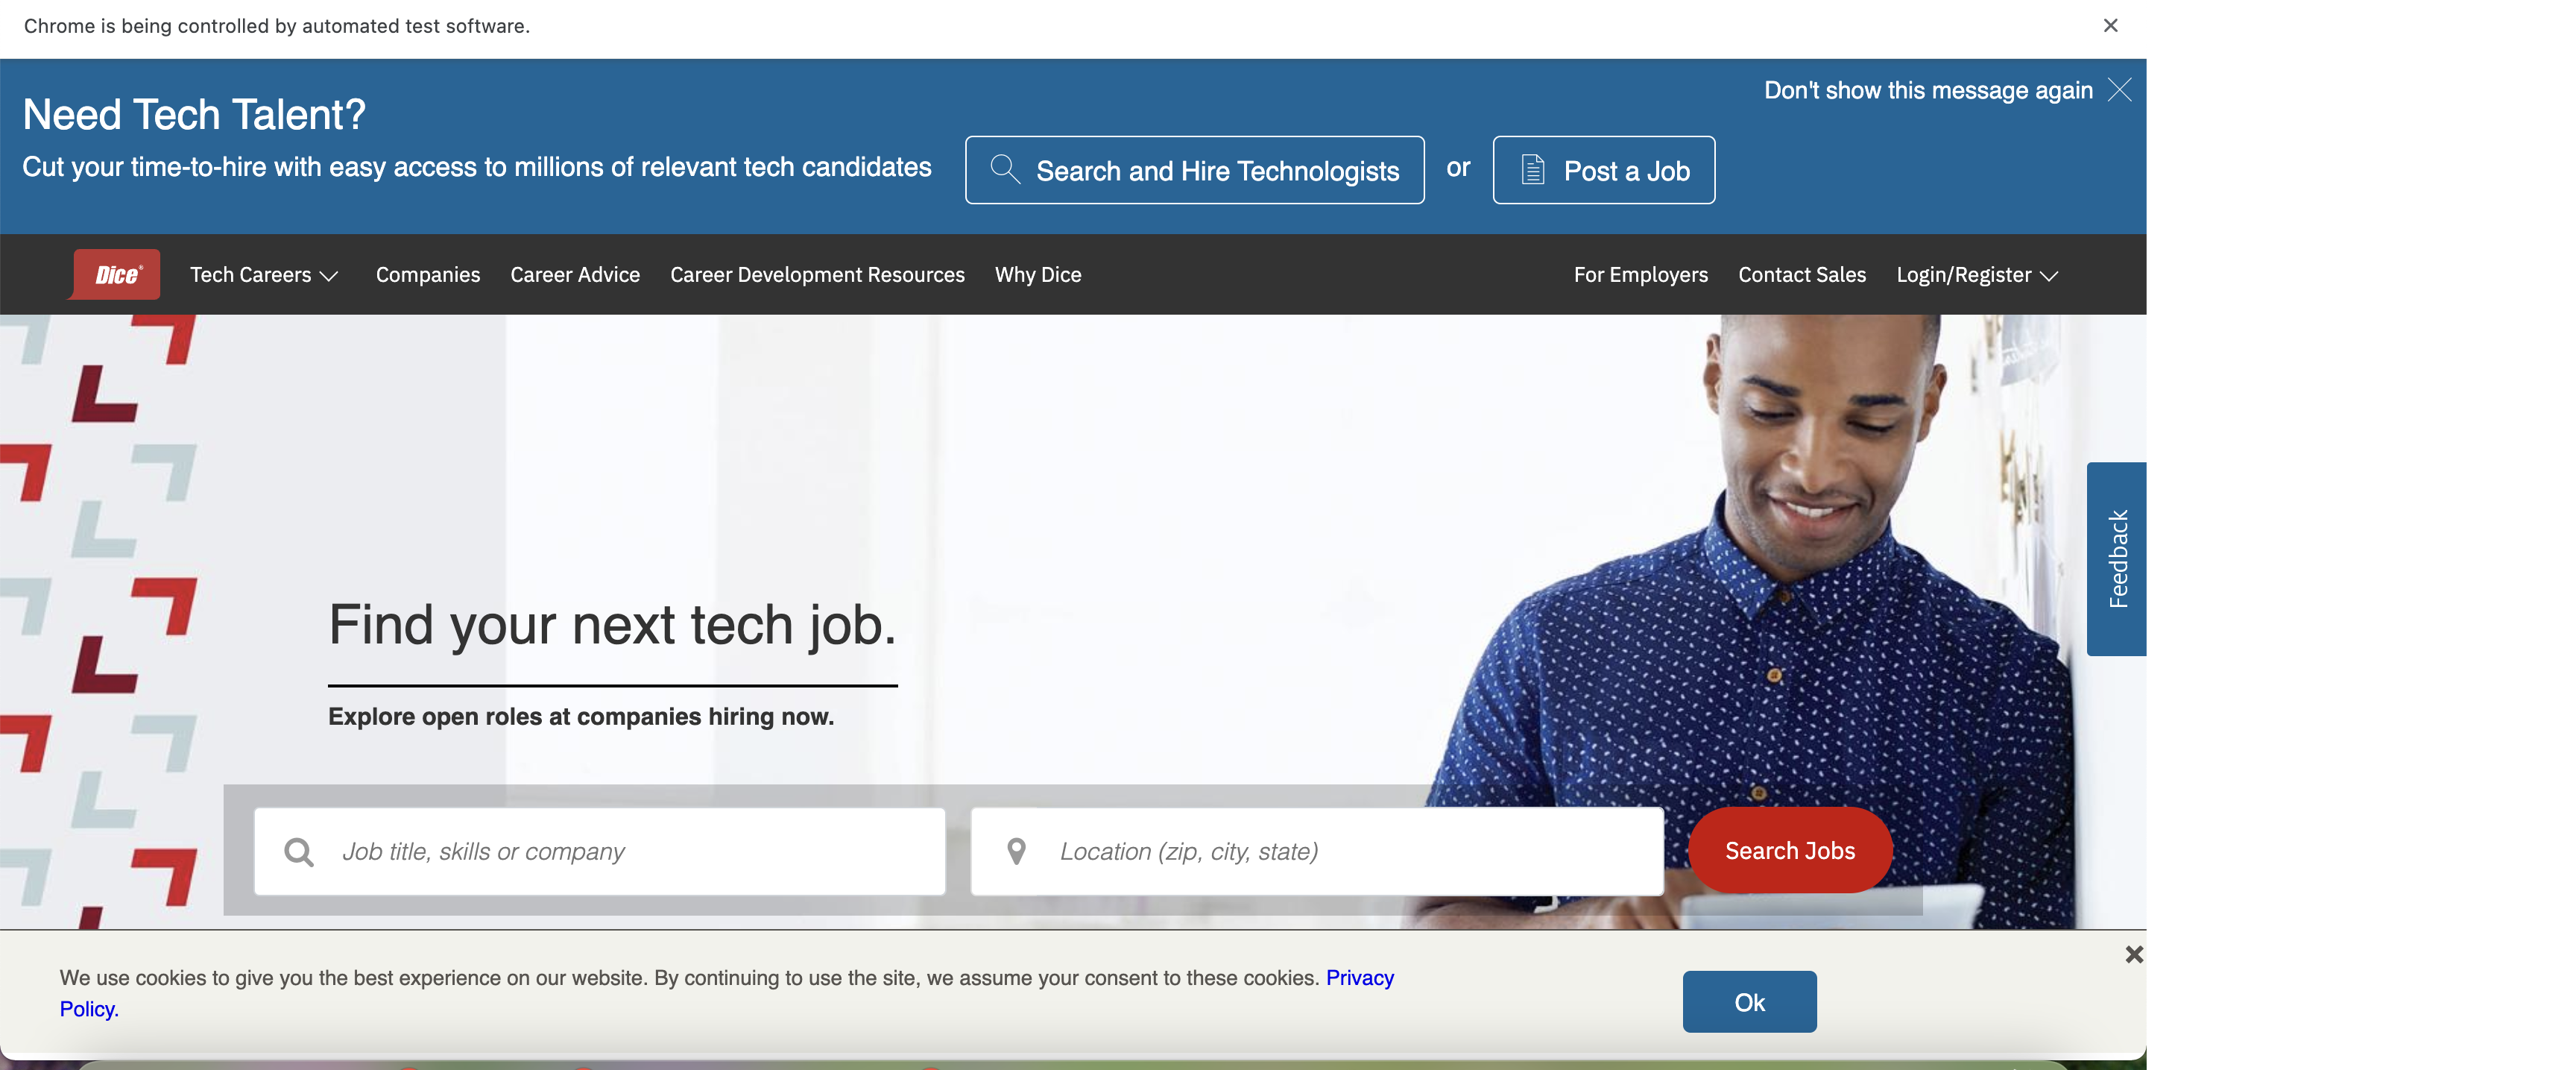 Chrome is being controlled by automated test software.
Don't show this message again
Need Tech Talent?
Cut your time-to-hire with easy access to millions of relevant tech candidates
Search and Hire Technologists or Post a Job
Dice Tech Careers Companies Career Advice Career Development Resources Why Dice For Employers Contact Sales Login/Register
Feedback
Find your next tech job.
Explore open roles at companies hiring now.
Job title, skills or company Location (zip, city, state) Search Jobs
We use cookies to give you the best experience on our website. By continuing to use the site, we assume your consent to these cookies. Privacy
Policy.
Ok